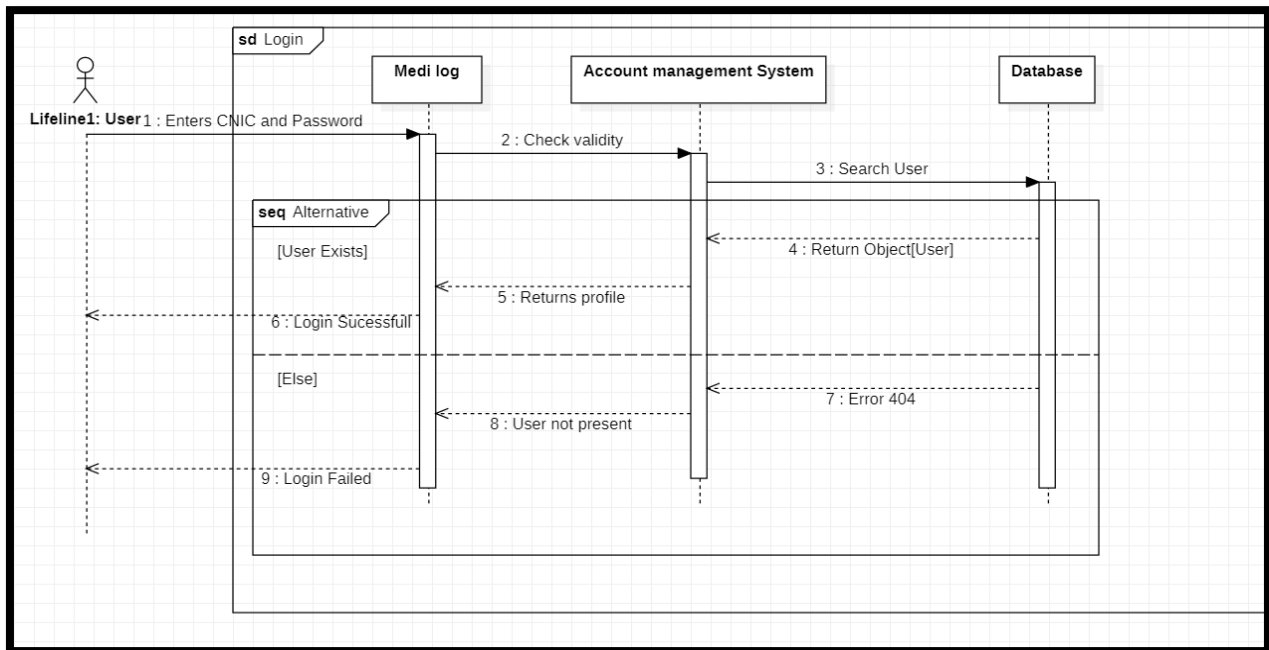 sd Login
Medi log
Account management System
Database
Lifeline1: User
1 : Enters CNIC and Password
2 : Check validity
3 : Search User
seq Alternative
[User Exists]
4 : Return Object[User]
5 : Returns profile
6 : Login Sucessfull
[Else]
7 : Error 404
8 : User not present
9 : Login Failed